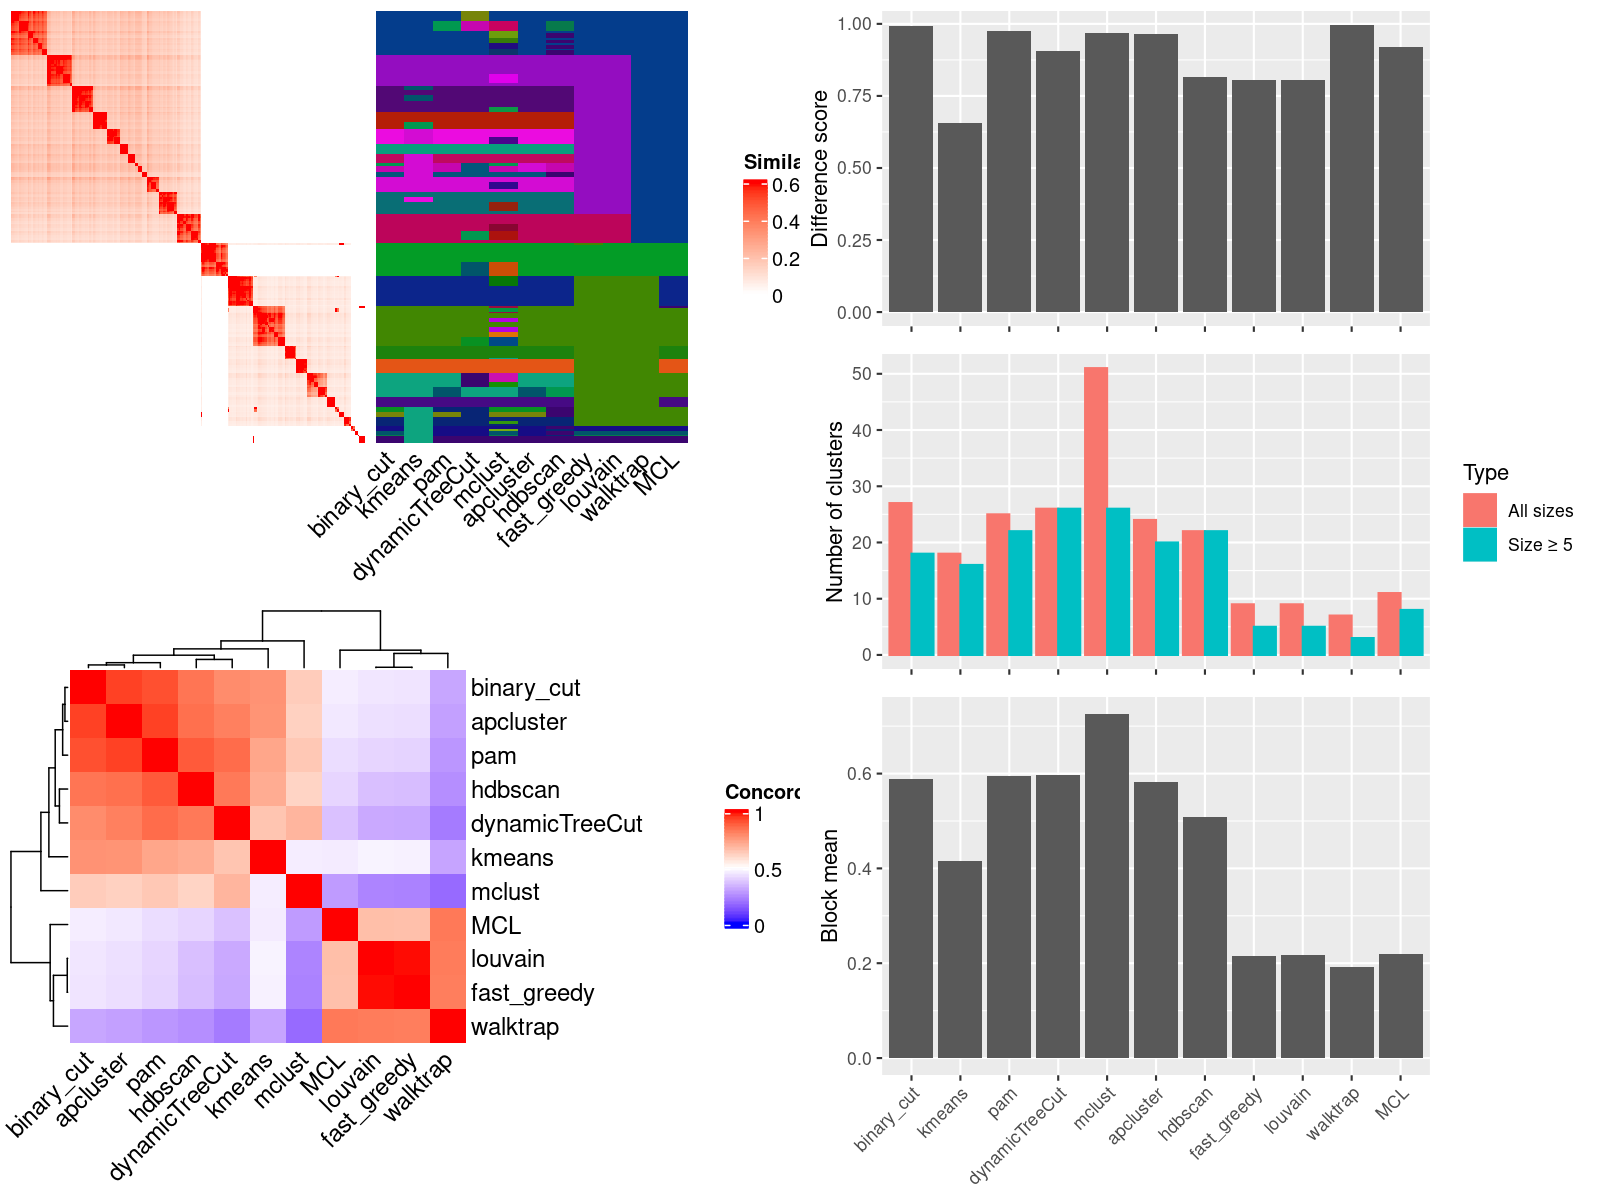 Simila
0.6
0.4
0.2
0
binary_cut
kmeans
pam
dynamicTreeCut
mclust
apcluster
hdbscan
fast_greedy
louvain
walktrap
MCL
binary_cut
apcluster
pam
hdbscan
dynamicTreeCut
kmeans
mclust
MCL
louvain
fast_greedy
walktrap
Concord
1
0.5
0
binary_cut
apcluster
pam
hdbscan
dynamicTreeCut
kmeans
mclust
MCL
louvain
fast_greedy
walktrap
Difference score
1.00
0.75
0.50
0.25
0.00
Number of clusters
50
40
30
20
10
0
Type
All sizes
Size ≥ 5
Block mean
0.6
0.4
0.2
0.0
binary_cut
kmeans
pam
dynamicTreeCut
mclust
apcluster
hdbscan
fast_greedy
louvain
walktrap
MCL